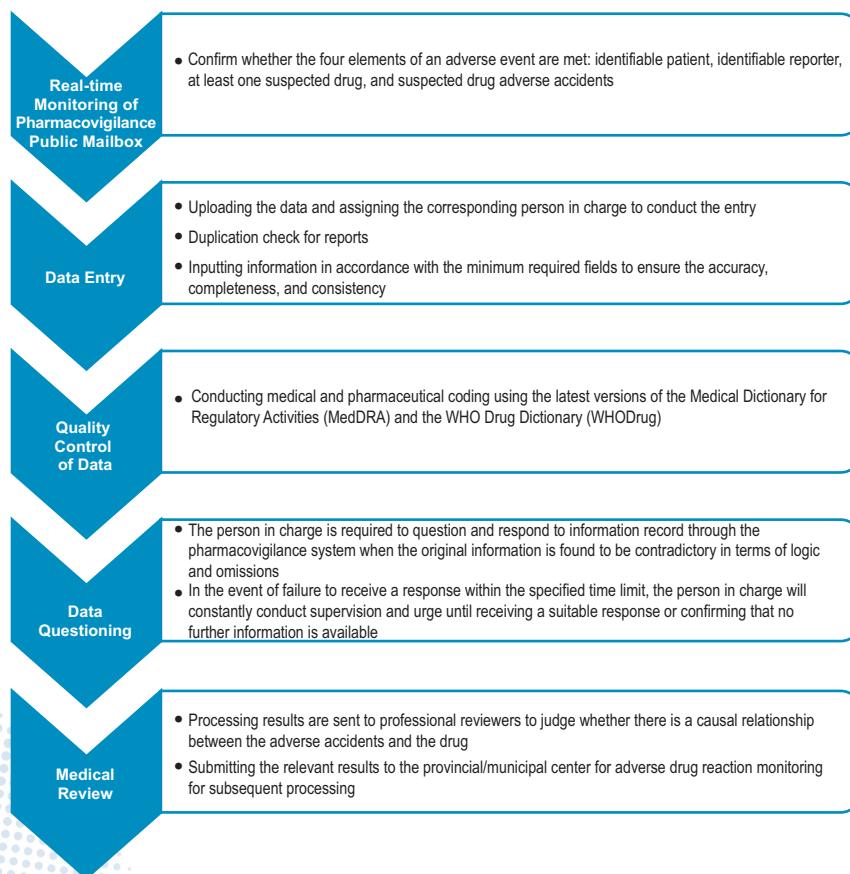 Real-time
Monitoring of
Pharmacovigilance
Public Mailbox
● Confirm whether the four elements of an adverse event are met: identifiable patient, identifiable reporter,
at least one suspected drug, and suspected drug adverse accidents
Data Entry
● Uploading the data and assigning the corresponding person in charge to conduct the entry
● Duplication check for reports
● Inputting information in accordance with the minimum required fields to ensure the accuracy,
completeness, and consistency
Quality
Control
of Data
● Conducting medical and pharmaceutical coding using the latest versions of the Medical Dictionary for
Regulatory Activities (MedDRA) and the WHO Drug Dictionary (WHODrug)
Data
Questioning
● The person in charge is required to question and respond to information record through the
pharmacovigilance system when the original information is found to be contradictory in terms of logic
and omissions
● In the event of failure to receive a response within the specified time limit, the person in charge will
constantly conduct supervision and urge until receiving a suitable response or confirming that no
further information is available
Medical
Review
● Processing results are sent to professional reviewers to judge whether there is a causal relationship
between the adverse accidents and the drug
● Submitting the relevant results to the provincial/municipal center for adverse drug reaction monitoring
for subsequent processing